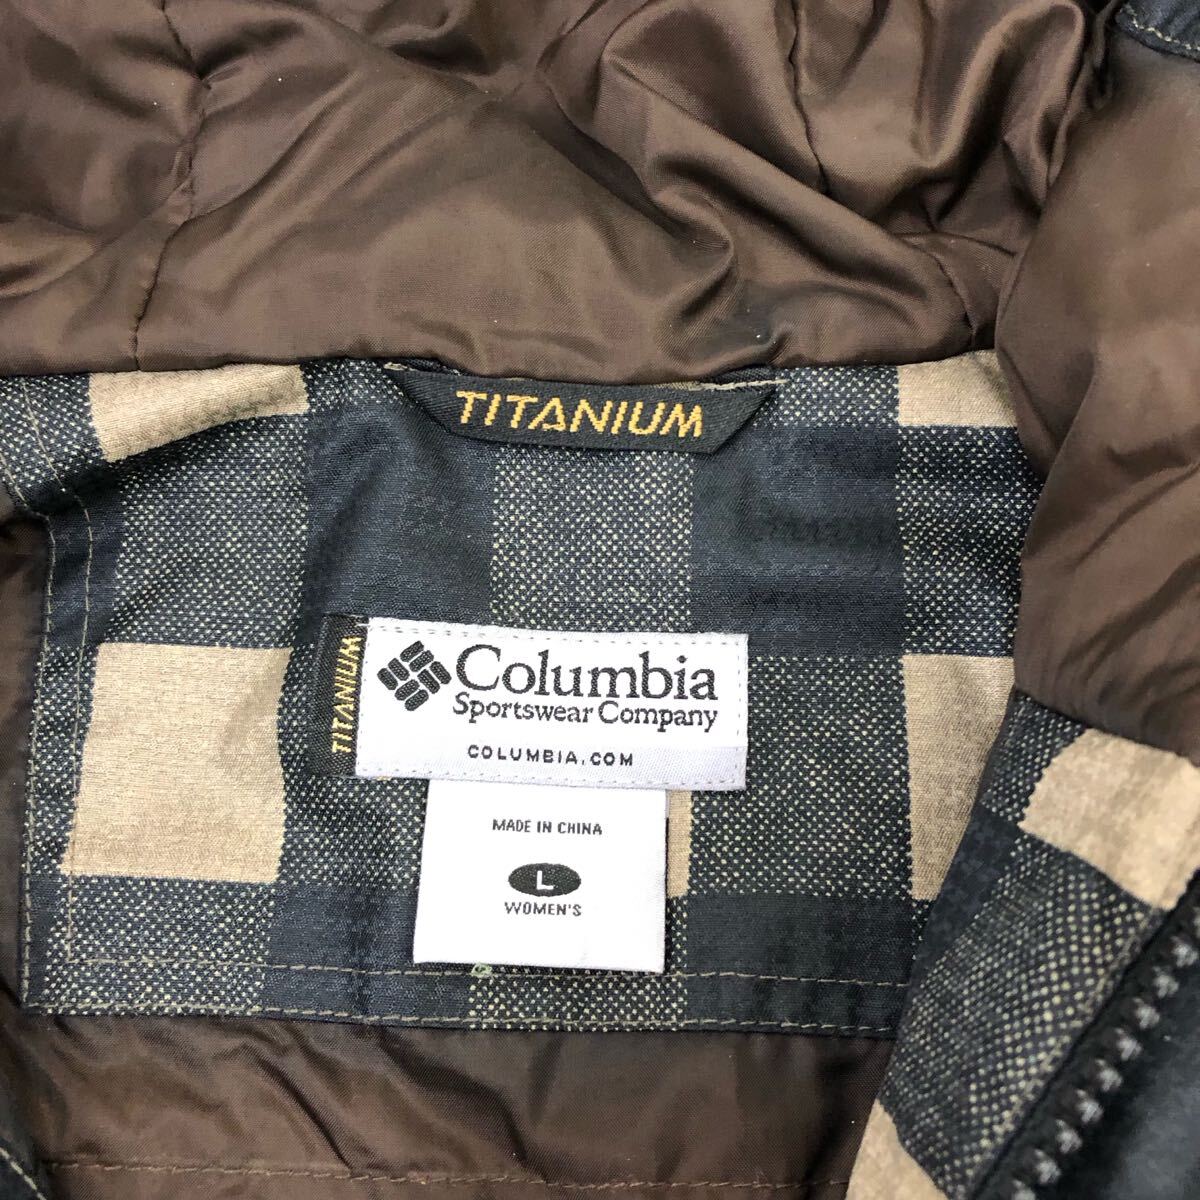 TITANIUM
TITANIUM
Columbia
Sportswear Company
COLUMBIA.COM
MADE IN CHINA
L
WOMEN'S